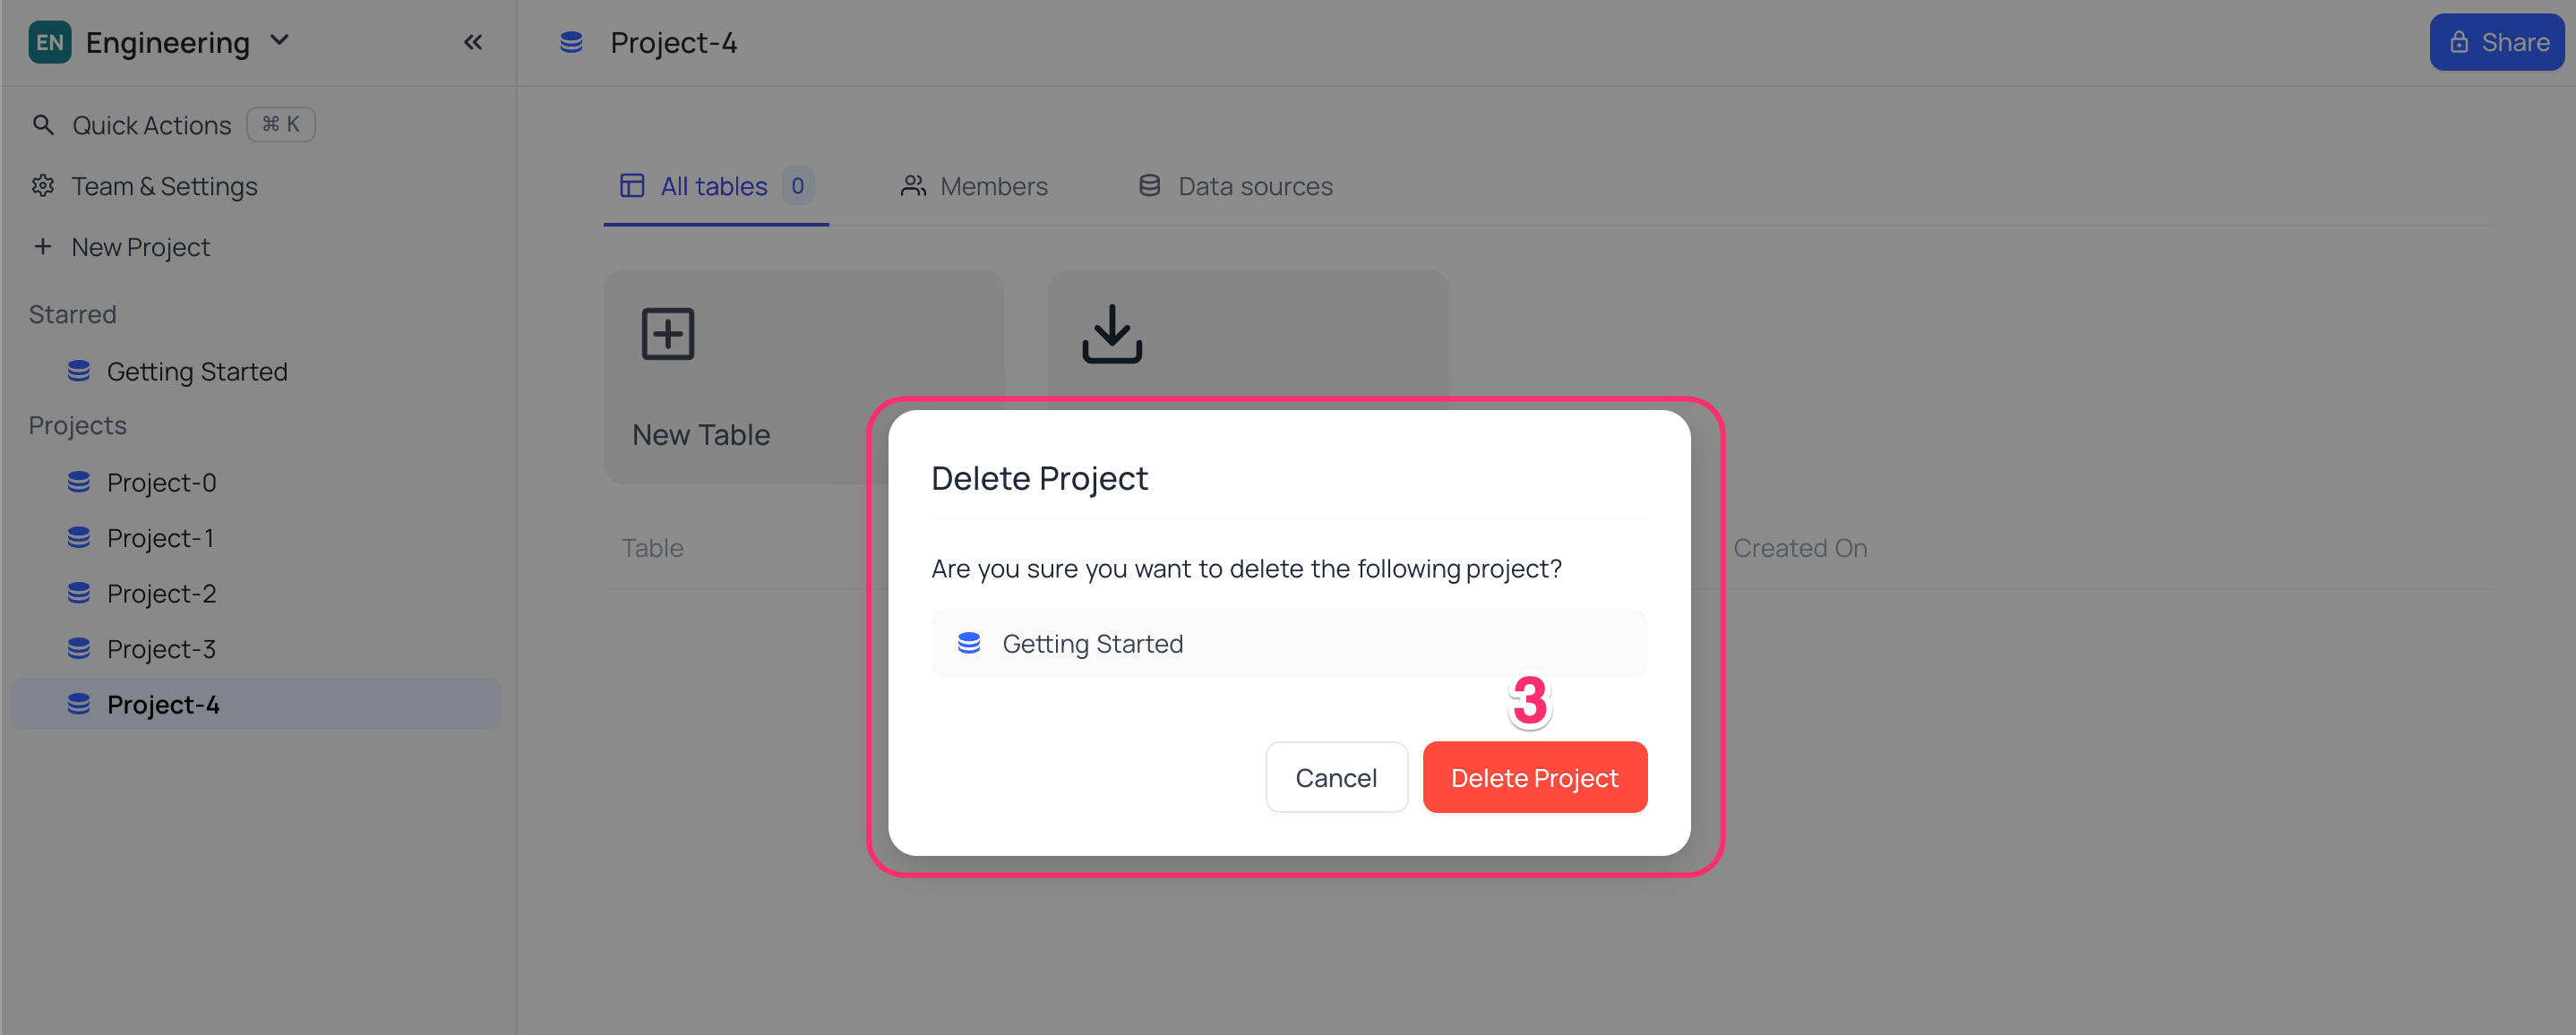 EN Engineering
Project-4
Share
Quick Actions ⌘ K
Team & Settings
New Project
Starred
Getting Started
Projects
Project-0
Project-1
Project-2
Project-3
Project-4
All tables 0
Members
Data sources
New Table
Table
Created On
Delete Project
Are you sure you want to delete the following project?
Getting Started
3
Cancel
Delete Project